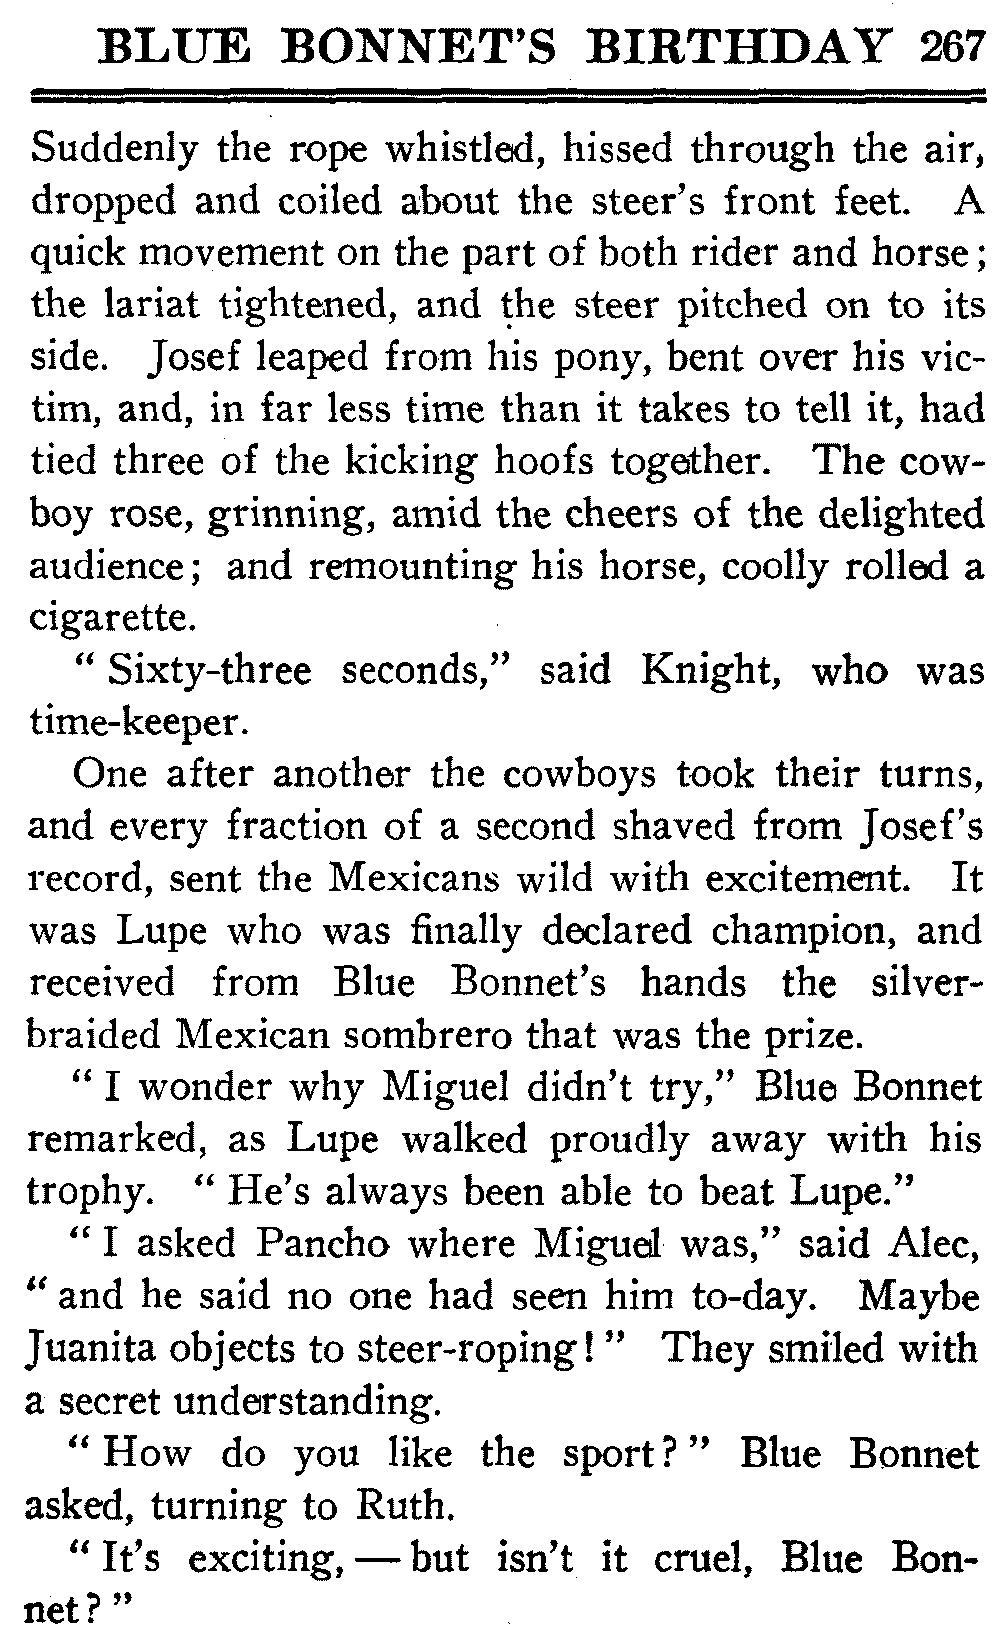 BLUE BONNET'S BIRTHDAY 267
Suddenly the rope whistled, hissed through the air,
dropped and coiled about the steer's front feet. A
quick movement on the part of both rider and horse;
the lariat tightened, and the steer pitched on to its
side. Josef leaped from his pony, bent over his vic-
tim, and, in far less time than it takes to tell it, had
tied three of the kicking hoofs together. The cow-
boy rose, grinning, amid the cheers of the delighted
audience; and remounting his horse, coolly rolled a
cigarette.
"Sixty-three seconds," said Knight, who was
time-keeper.
One after another the cowboys took their turns,
and every fraction of a second shaved from Josef's
record, sent the Mexicans wild with excitement. It
was Lupe who was finally declared champion, and
received from Blue Bonnet's hands the silver-
braided Mexican sombrero that was the prize.
"I wonder why Miguel didn't try," Blue Bonnet
remarked, as Lupe walked proudly away with his
trophy. "He's always been able to beat Lupe."
"I asked Pancho where Miguel was," said Alec,
"and he said no one had seen him to-day. Maybe
Juanita objects to steer-roping!" They smiled with
a secret understanding.
"How do you like the sport?" Blue Bonnet
asked, turning to Ruth.
"It's exciting, — but isn't it cruel, Blue Bon-
net?"